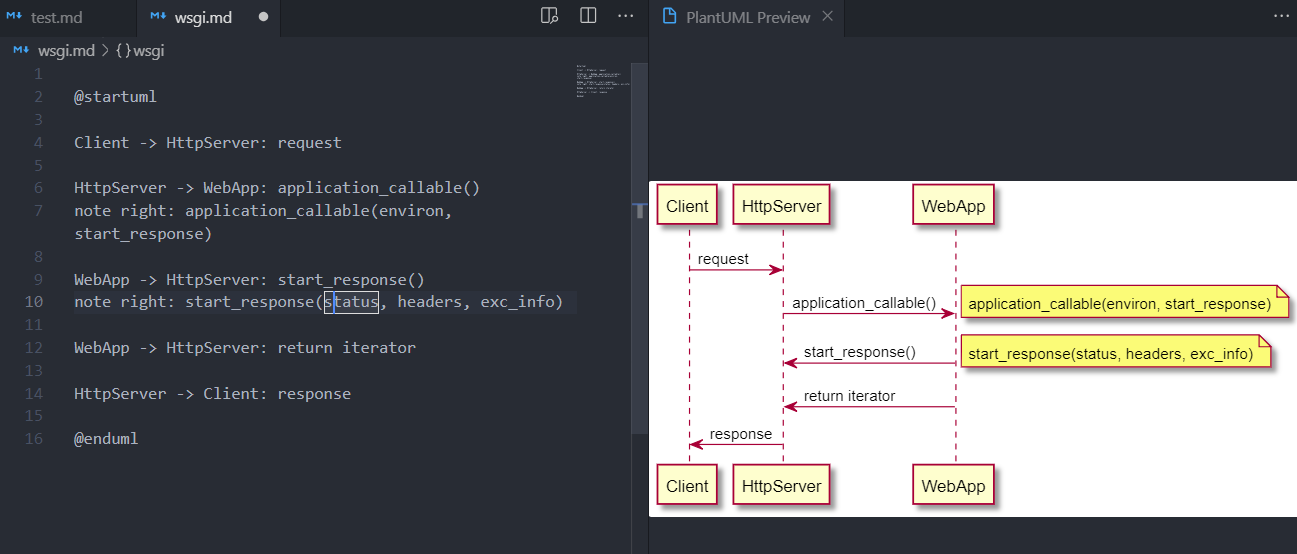 test.md
wsgi.md
wsgi.md > {} wsgi
1
2 @startuml
3
4 Client -> HttpServer: request
5
6 HttpServer -> WebApp: application_callable()
7 note right: application_callable(environ,
start_response)
8
9 WebApp -> HttpServer: start_response()
10 note right: start_response(status, headers, exc_info)
11
12 WebApp -> HttpServer: return iterator
13
14 HttpServer -> Client: response
15
16 @enduml
PlantUML Preview
Client HttpServer WebApp
request
application_callable() application_callable(environ, start_response)
start_response() start_response(status, headers, exc_info)
return iterator
response
Client HttpServer WebApp